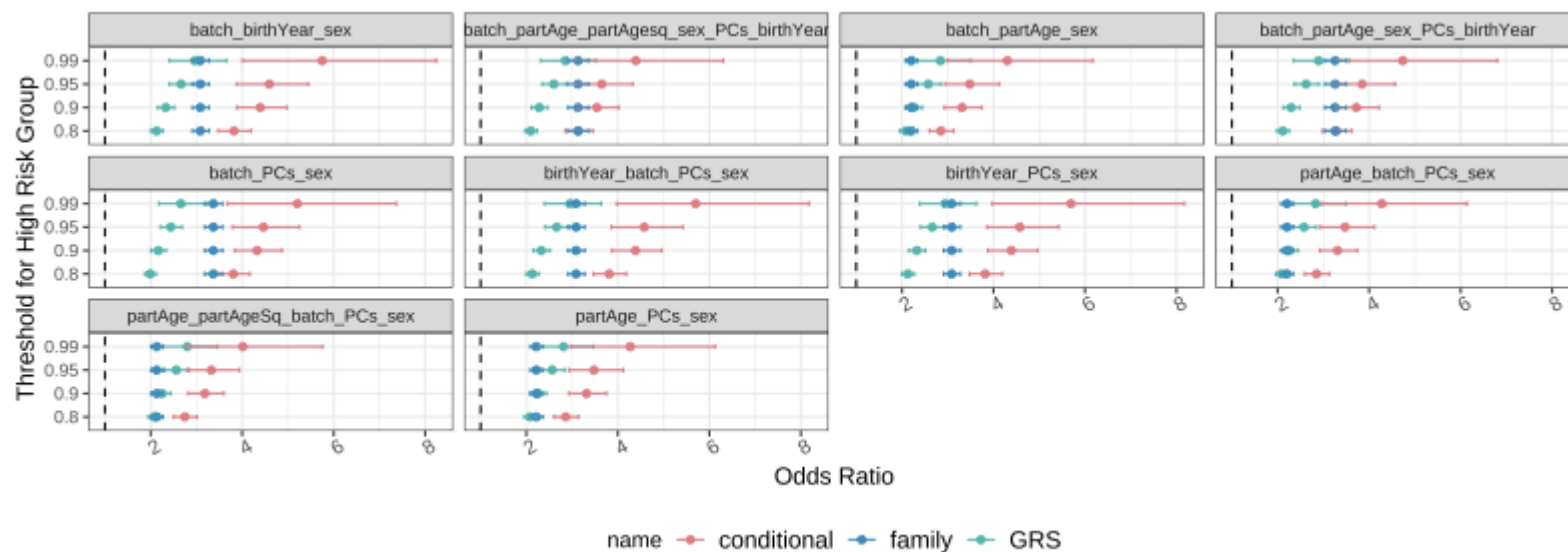 batch_birthYear_sex
batch_partAge_partAgesq_sex_PCs_birthYear
batch_partAge_sex
batch_partAge_sex_PCs_birthYear
0.99
0.95
0.9
0.8
batch_PCs_sex
birthYear_batch_PCs_sex
birthYear_PCs_sex
partAge_batch_PCs_sex
0.99
0.95
0.9
0.8
2 4 6 8 2 4 6 8
partAge_partAgeSq_batch_PCs_sex
partAge_PCs_sex
0.99
0.95
0.9
0.8
2 4 6 8 2 4 6 8
Threshold for High Risk Group
Odds Ratio
name conditional family GRS